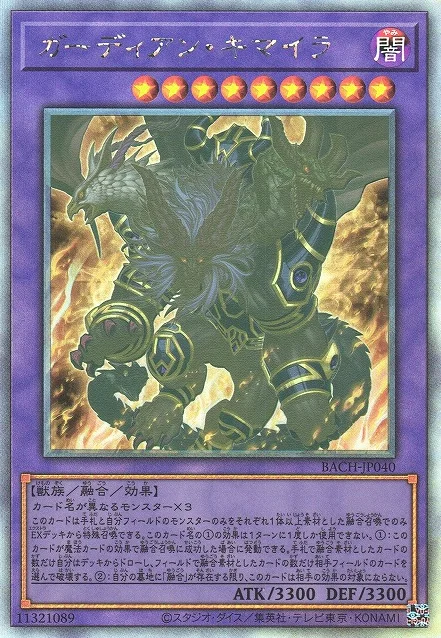 ガーディアン・キマイラ
闇
BACH-JP040
【獣族/融合/効果】
カード名が異なるモンスター×3
このカードは手札と自分フィールドのモンスターのみをそれぞれ1体以上素材とした融合召喚でのみ
EXデッキから特殊召喚できる。このカード名の①の効果は1ターンに1度しか使用できない。①:こ
のカードが魔法カードの効果で融合召喚に成功した場合に発動できる。手札で融合素材としたカード
の数だけ自分はデッキからドローし、フィールドで融合素材としたカードの数だけ相手フィールドのカードを
選んで破壊する。②:自分の墓地に「融合」が存在する限り、このカードは相手の効果の対象にならない。
ATK/3300 DEF/3300
11321089
©スタジオ・ダイス/集英社・テレビ東京・KONAMI